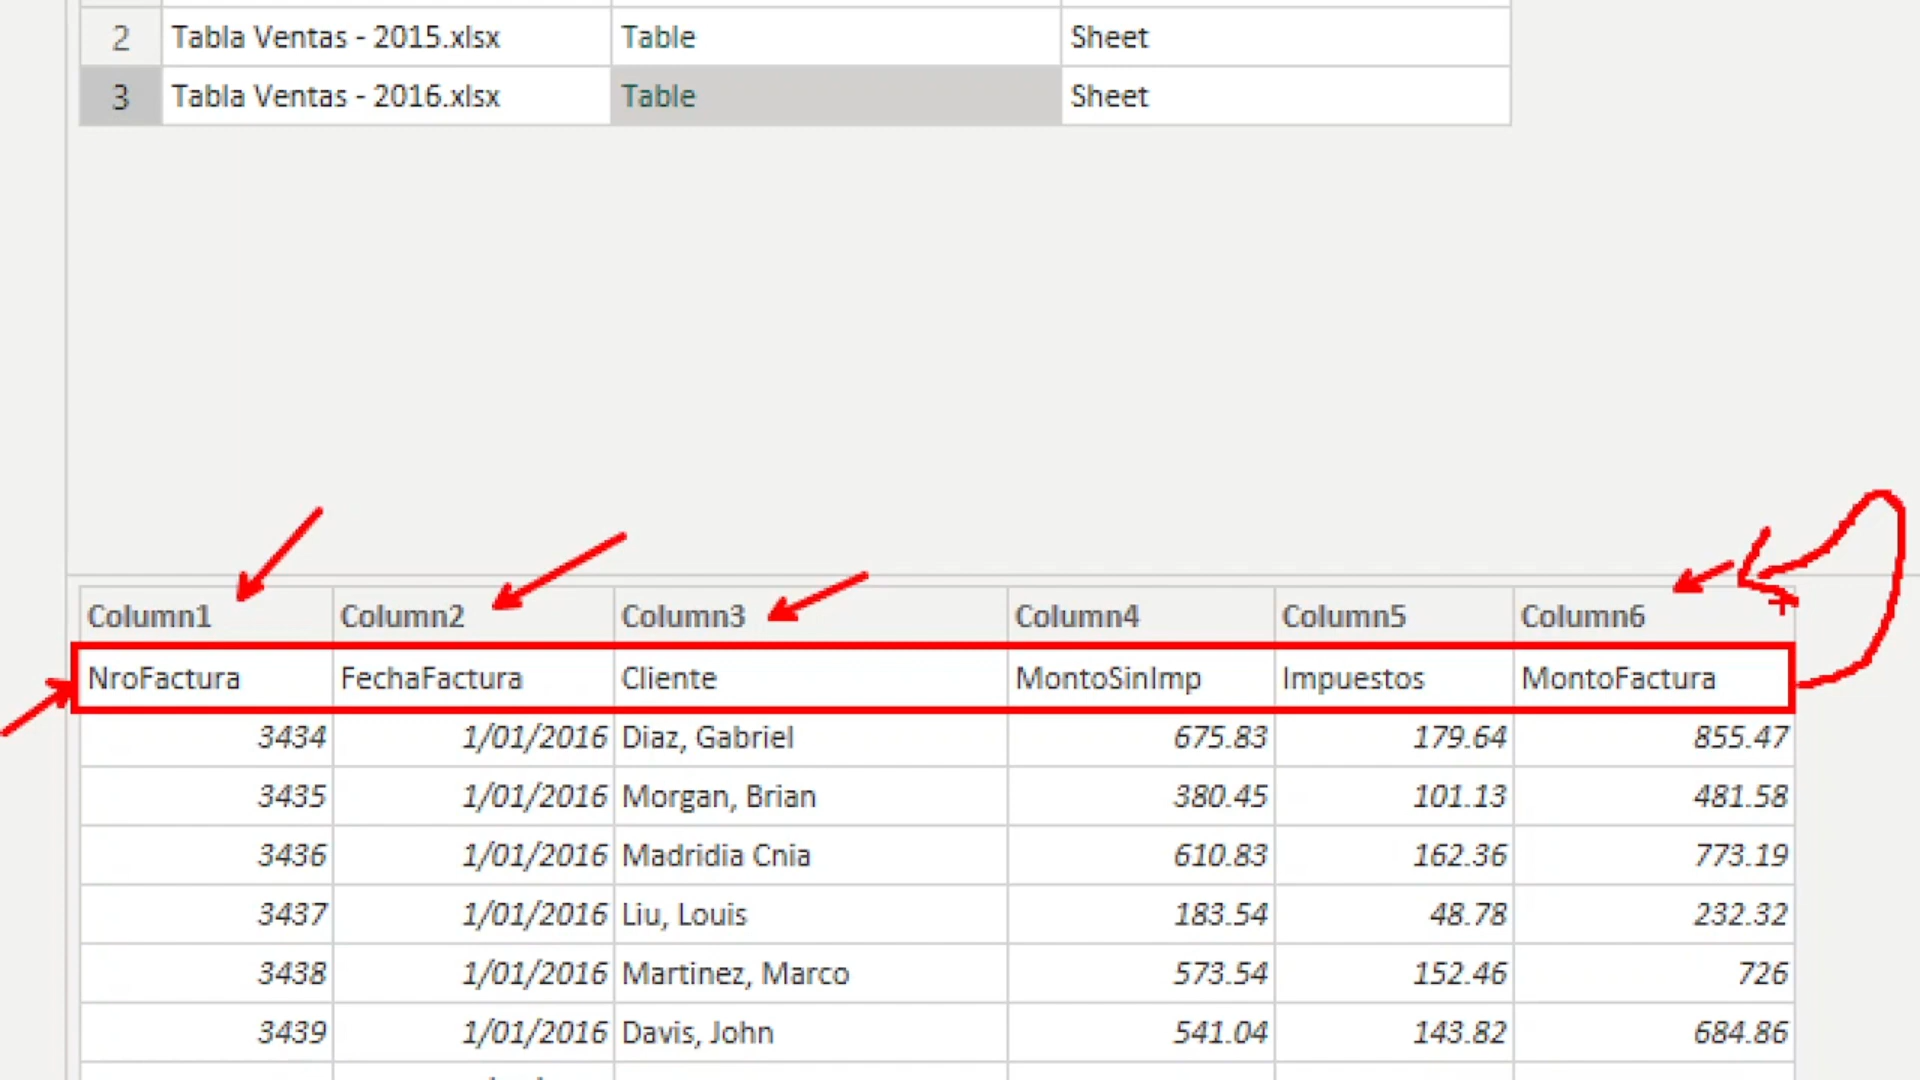 2 Tabla Ventas - 2015.xlsx Table Sheet
3 Tabla Ventas - 2016.xlsx Table Sheet
Column1 Column2 Column3 Column4 Column5 Column6
NroFactura FechaFactura Cliente MontoSinImp Impuestos MontoFactura
3434 1/01/2016 Diaz, Gabriel 675.83 179.64 855.47
3435 1/01/2016 Morgan, Brian 380.45 101.13 481.58
3436 1/01/2016 Madridia Cnia 610.83 162.36 773.19
3437 1/01/2016 Liu, Louis 183.54 48.78 232.32
3438 1/01/2016 Martinez, Marco 573.54 152.46 726
3439 1/01/2016 Davis, John 541.04 143.82 684.86